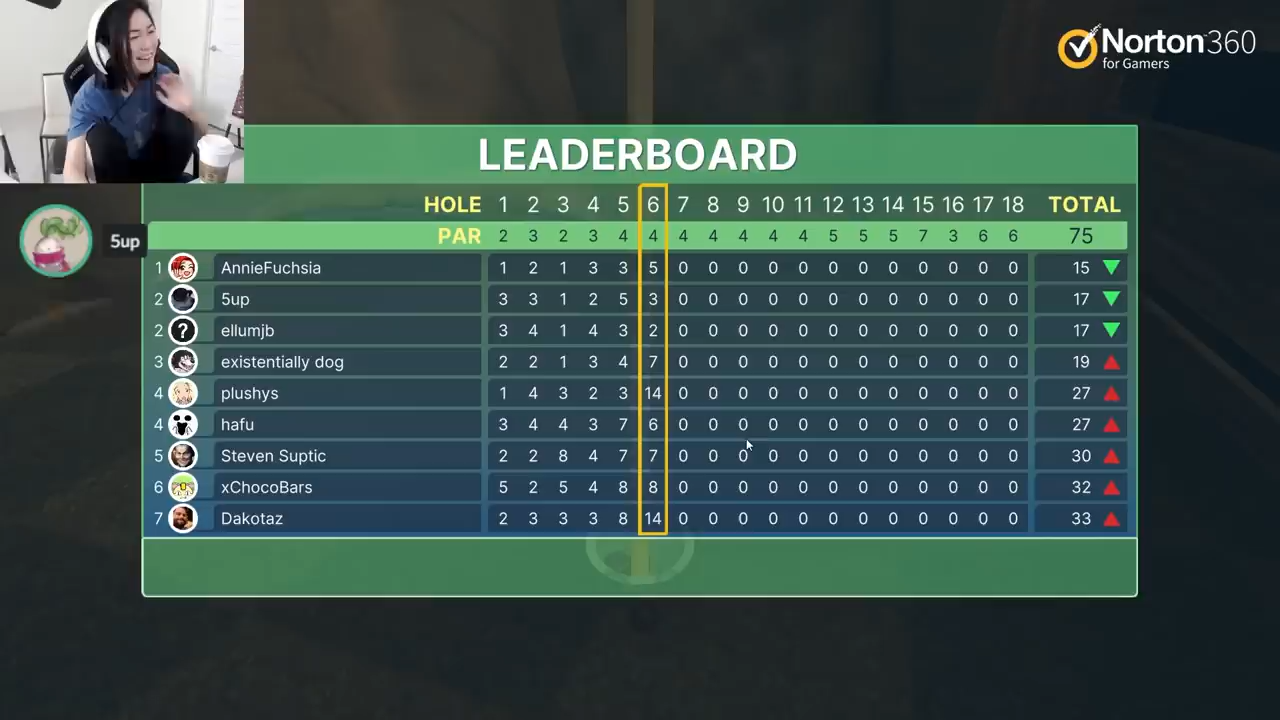 Norton 360
for Gamers
LEADERBOARD
HOLE 1 2 3 4 5 6 7 8 9 10 11 12 13 14 15 16 17 18 TOTAL
5up
PAR 2 3 2 3 4 4 4 4 4 4 4 5 5 5 7 3 6 6 75
1 AnnieFuchsia 1 2 1 3 3 5 0 0 0 0 0 0 0 0 0 0 0 0 15
2 5up 3 3 1 2 5 3 0 0 0 0 0 0 0 0 0 0 0 0 17
2 ? ellumjb 3 4 1 4 3 2 0 0 0 0 0 0 0 0 0 0 0 0 17
3 existentially dog 2 2 1 3 4 7 0 0 0 0 0 0 0 0 0 0 0 0 19
4 plushys 1 4 3 2 3 14 0 0 0 0 0 0 0 0 0 0 0 0 27
4 hafu 3 4 4 3 7 6 0 0 0 0 0 0 0 0 0 0 0 0 27
5 Steven Suptic 2 2 8 4 7 7 0 0 0 0 0 0 0 0 0 0 0 0 30
6 xChocoBars 5 2 5 4 8 8 0 0 0 0 0 0 0 0 0 0 0 0 32
7 Dakotaz 2 3 3 3 8 14 0 0 0 0 0 0 0 0 0 0 0 0 33